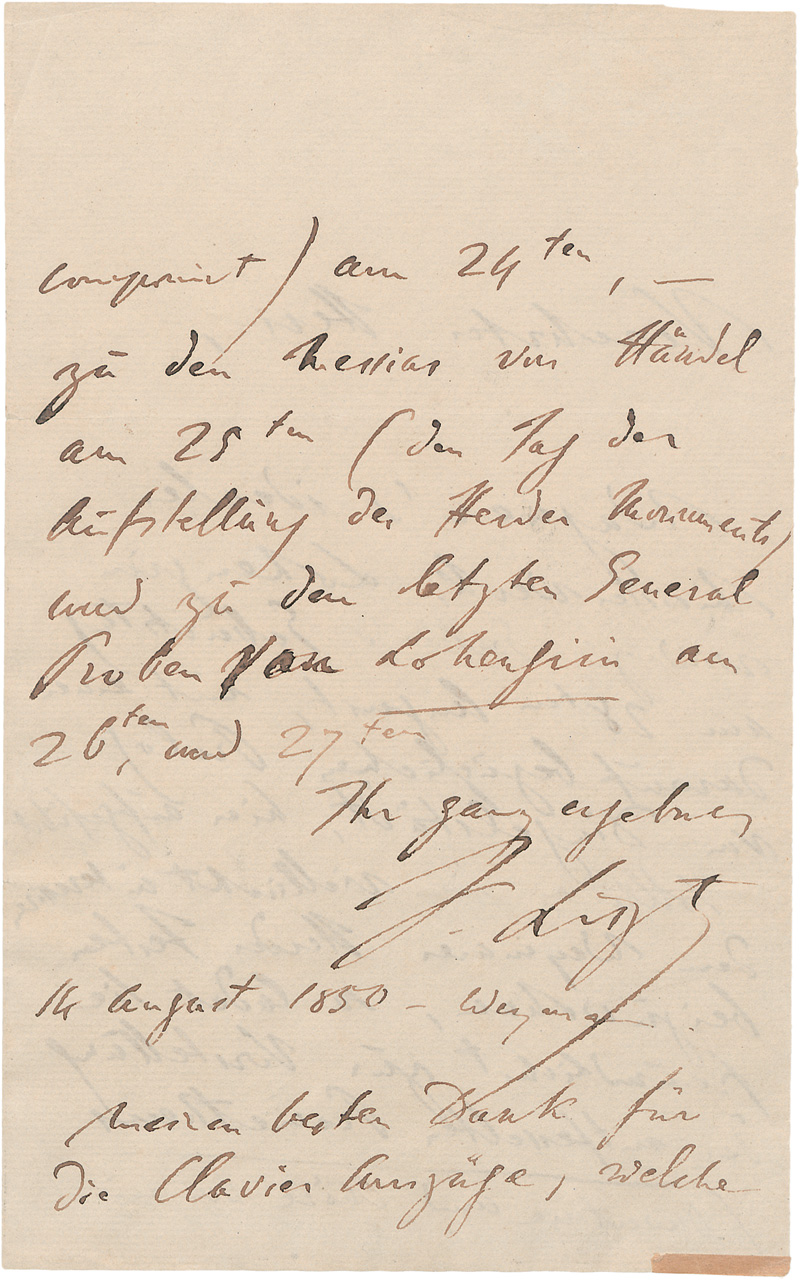 componirt) am 24ten, —
zu den Messias von Händel
am 25ten (den Tag der
Aufstellung des Herder Monuments)
und zu den letzten General
Proben von Lohengrin am
26ten, und 27ten
Ihr ganz ergebner
F. Liszt
14 August 1850 – Weymar
Meinen besten Dank für
die Clavier Auszüge, welche